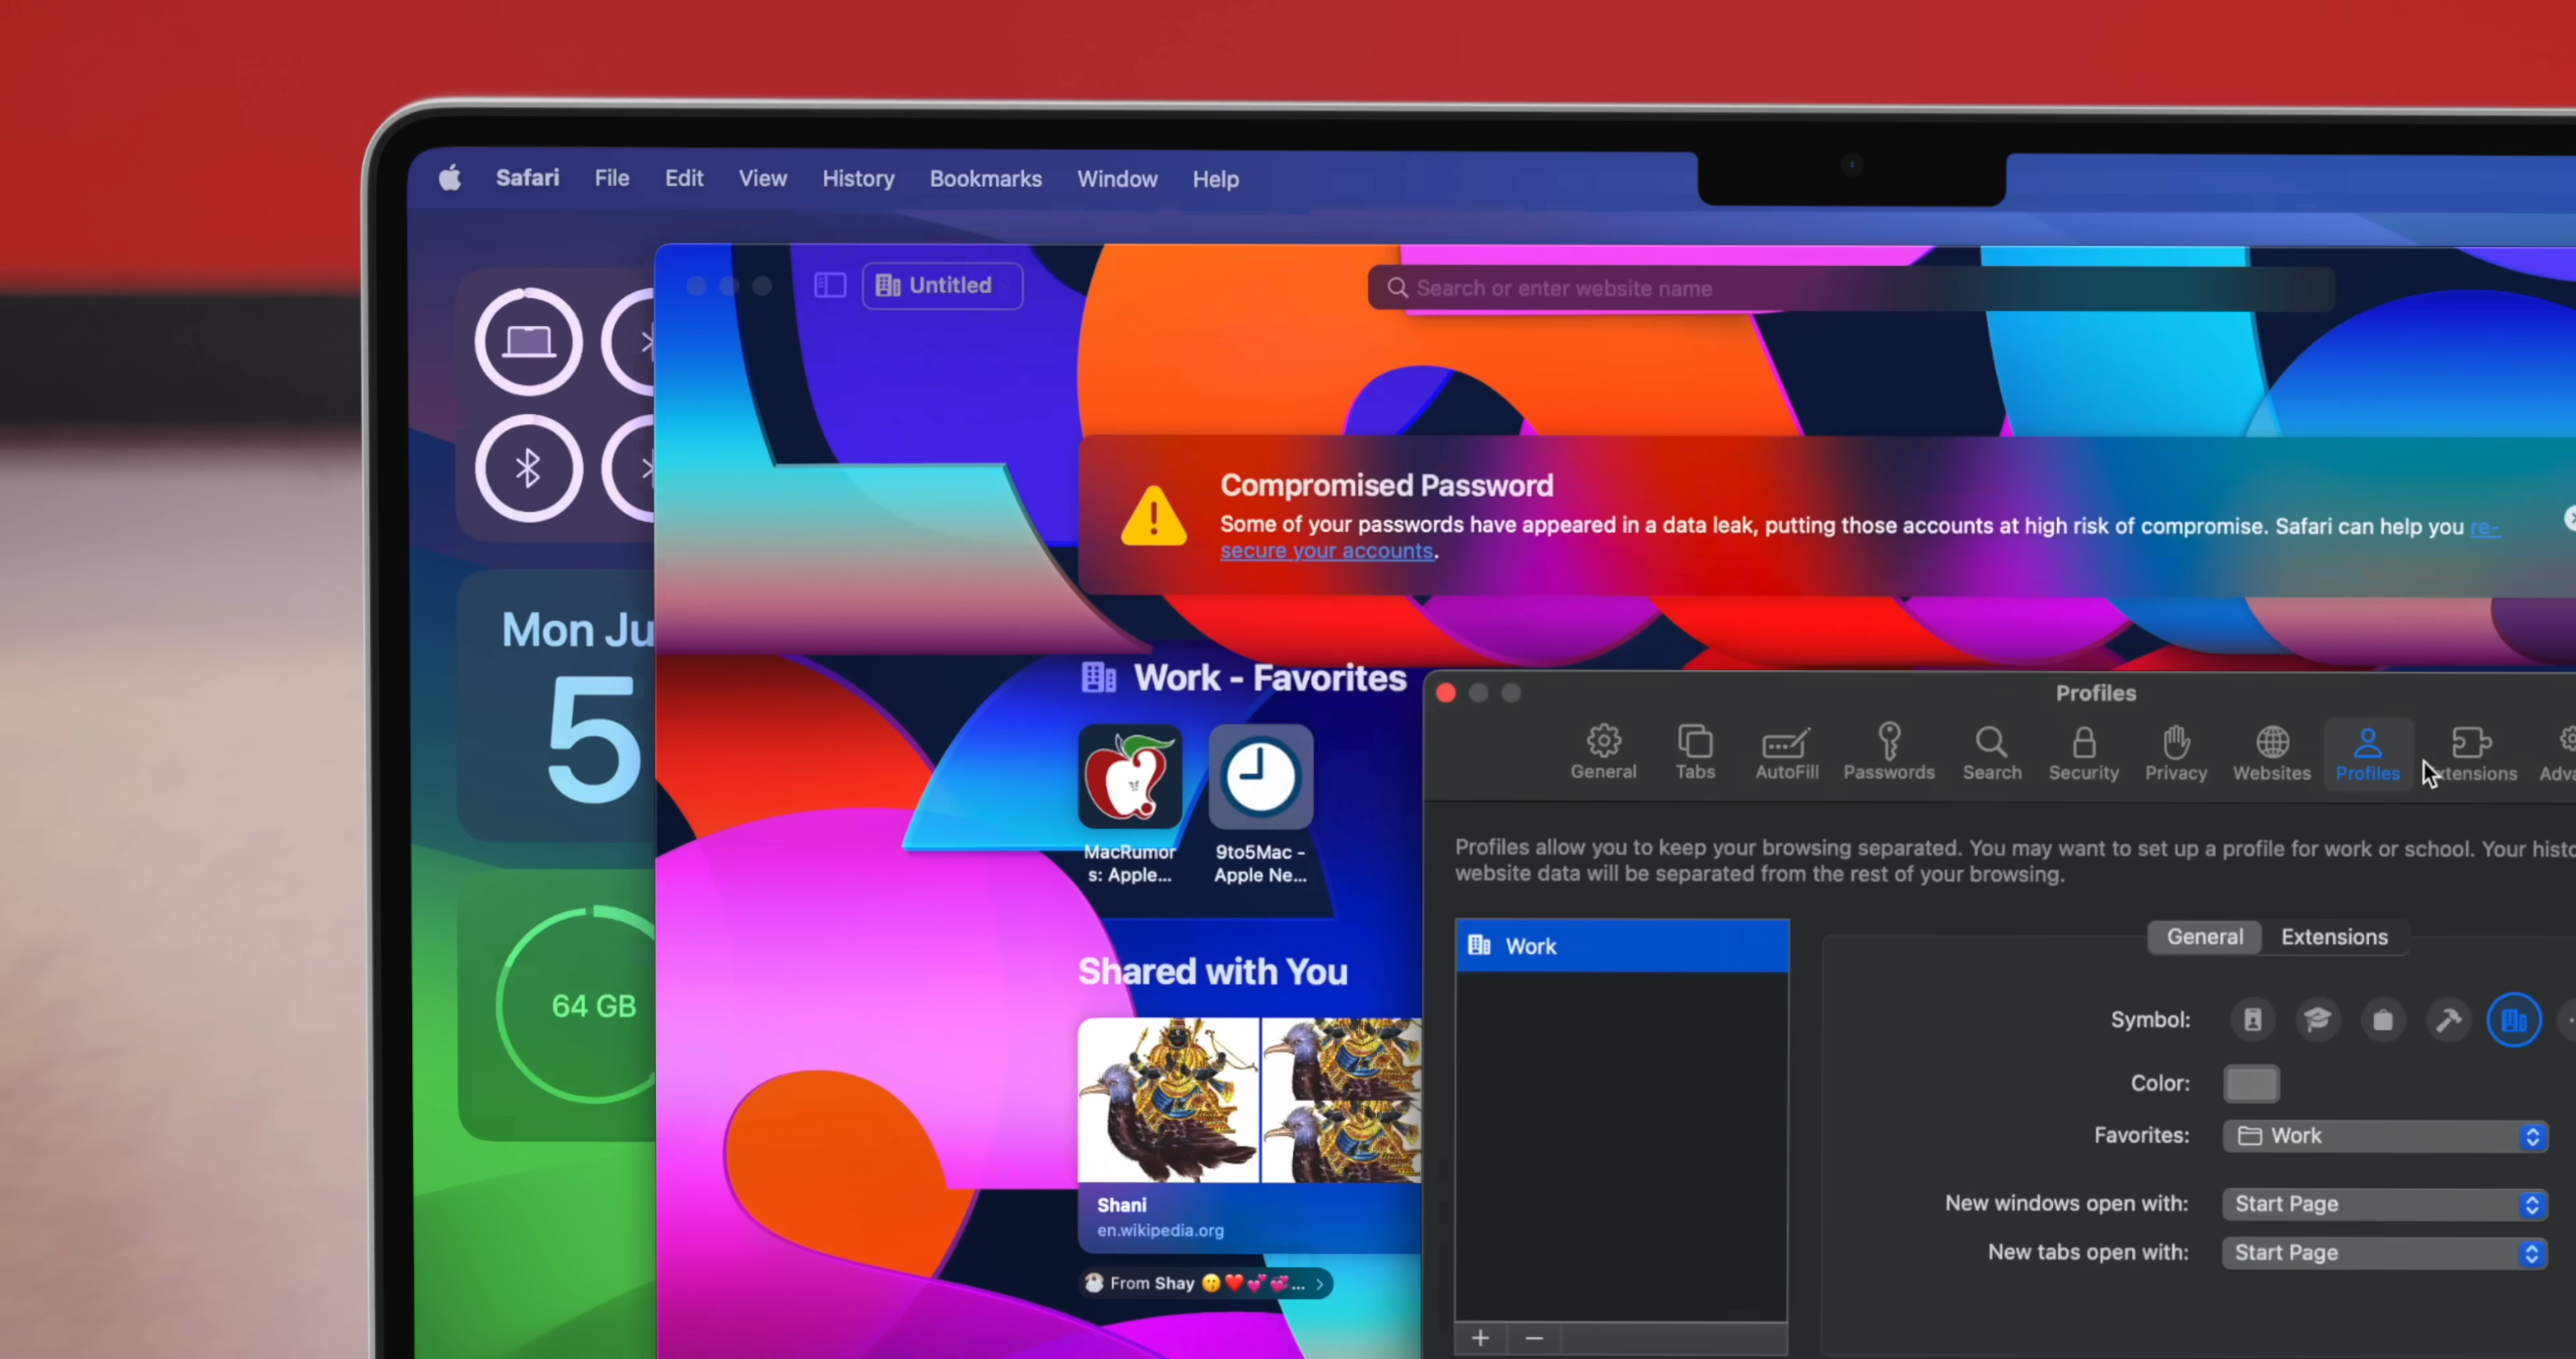 Safari File Edit View History Bookmarks Window Help
Untitled
Search or enter website name
Compromised Password
Some of your passwords have appeared in a data leak, putting those accounts at high risk of compromise. Safari can help you re-
secure your accounts.
Mon Ju
5
64 GB
Work - Favorites
MacRumor
s: Apple...
9to5Mac -
Apple Ne...
Shared with You
Shani
en.wikipedia.org
From Shay 😗❤️💕💞...
Profiles
General Tabs AutoFill Passwords Search Security Privacy Websites Profiles xtensions Adva
Profiles allow you to keep your browsing separated. You may want to set up a profile for work or school. Your histo
website data will be separated from the rest of your browsing.
Work
General Extensions
Symbol:
Color:
Favorites: Work
New windows open with: Start Page
New tabs open with: Start Page